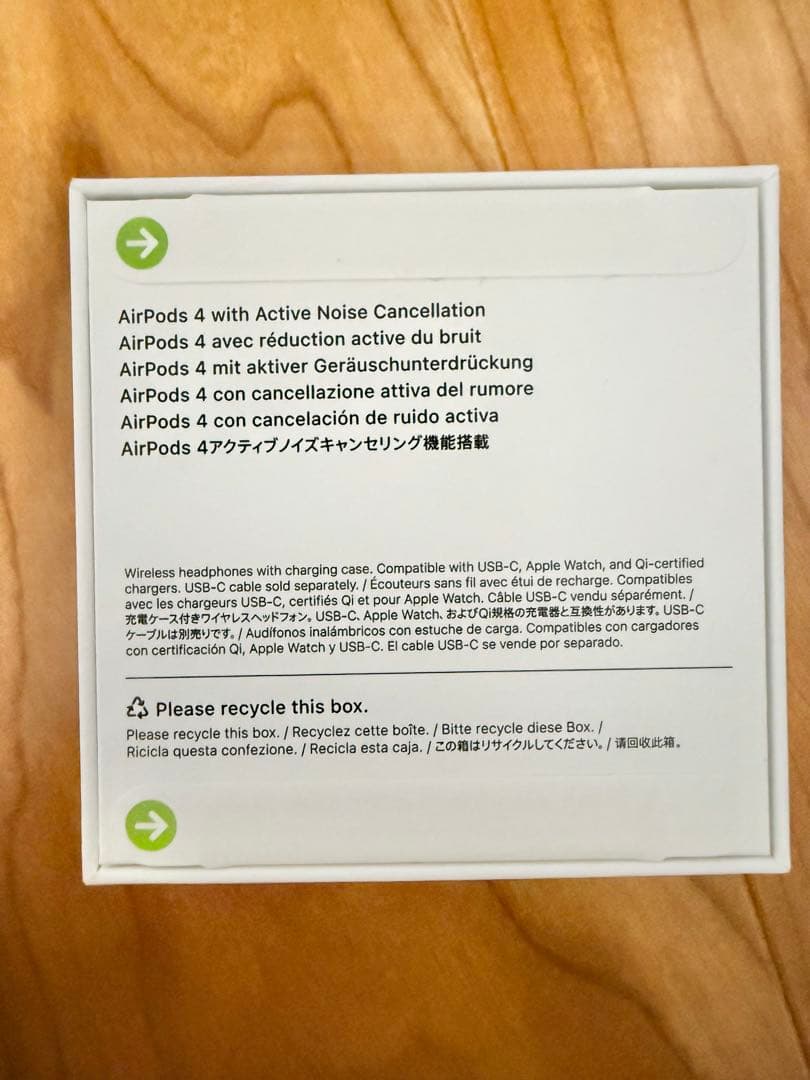 AirPods 4 with Active Noise Cancellation
AirPods 4 avec réduction active du bruit
AirPods 4 mit aktiver Geräuschunterdrückung
AirPods 4 con cancellazione attiva del rumore
AirPods 4 con cancelación de ruido activa
AirPods 4アクティブノイズキャンセリング機能搭載
Wireless headphones with charging case. Compatible with USB-C, Apple Watch, and Qi-certified
chargers. USB-C cable sold separately. / Écouteurs sans fil avec étui de recharge. Compatibles
avec les chargeurs USB-C, certifiés Qi et pour Apple Watch. Câble USB-C vendu séparément. /
充電ケース付きワイヤレスヘッドフォン。USB-C、Apple Watch、およびQi規格の充電器と互換性があります。USB-C
ケーブルは別売りです。/ Audífonos inalámbricos con estuche de carga. Compatibles con cargadores
con certificación Qi, Apple Watch y USB-C. El cable USB-C se vende por separado.
Please recycle this box.
Please recycle this box. / Recyclez cette boîte. / Bitte recycle diese Box. /
Ricicla questa confezione. / Recicla esta caja. / この箱はリサイクルしてください。/ 请回收此箱。